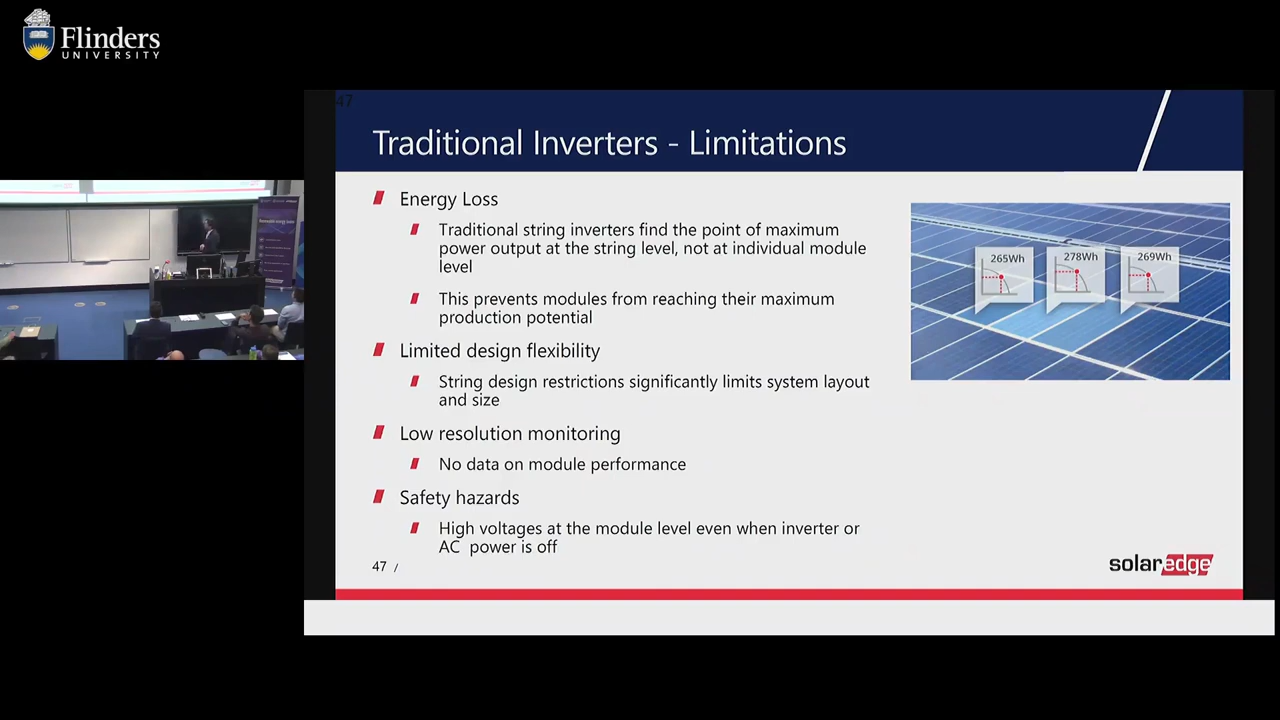 Flinders
UNIVERSITY
47
Traditional Inverters - Limitations
Energy Loss
Traditional string inverters find the point of maximum
power output at the string level, not at individual module
level
This prevents modules from reaching their maximum
production potential
Limited design flexibility
String design restrictions significantly limits system layout
and size
Low resolution monitoring
No data on module performance
Safety hazards
High voltages at the module level even when inverter or
AC power is off
265Wh
278Wh
269Wh
47 /
solaredge